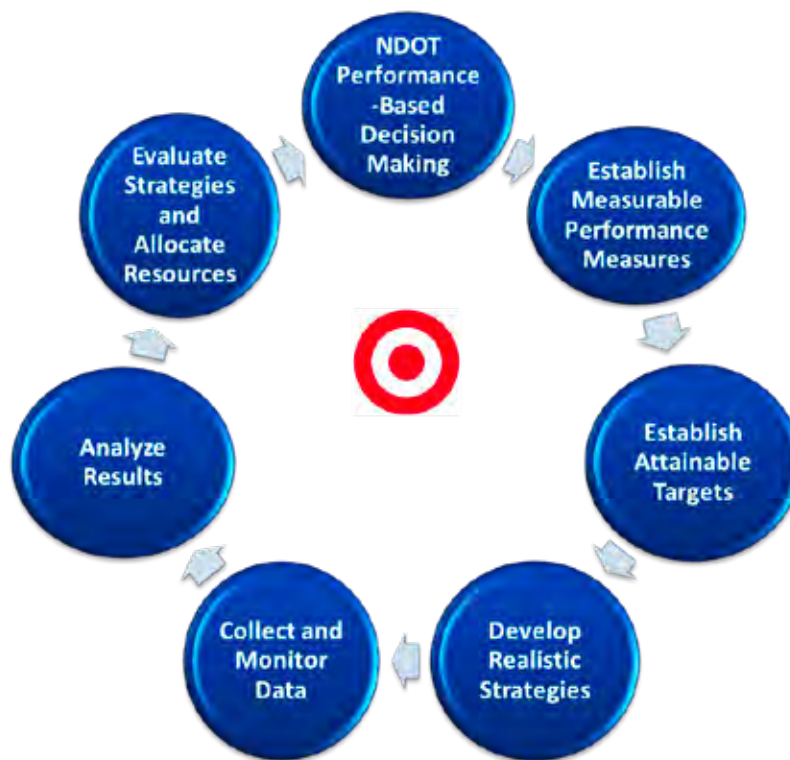 NDOT
Performance
-Based
Decision
Making
Establish
Measurable
Performance
Measures
Establish
Attainable
Targets
Develop
Realistic
Strategies
Collect and
Monitor
Data
Analyze
Results
Evaluate
Strategies
and
Allocate
Resources